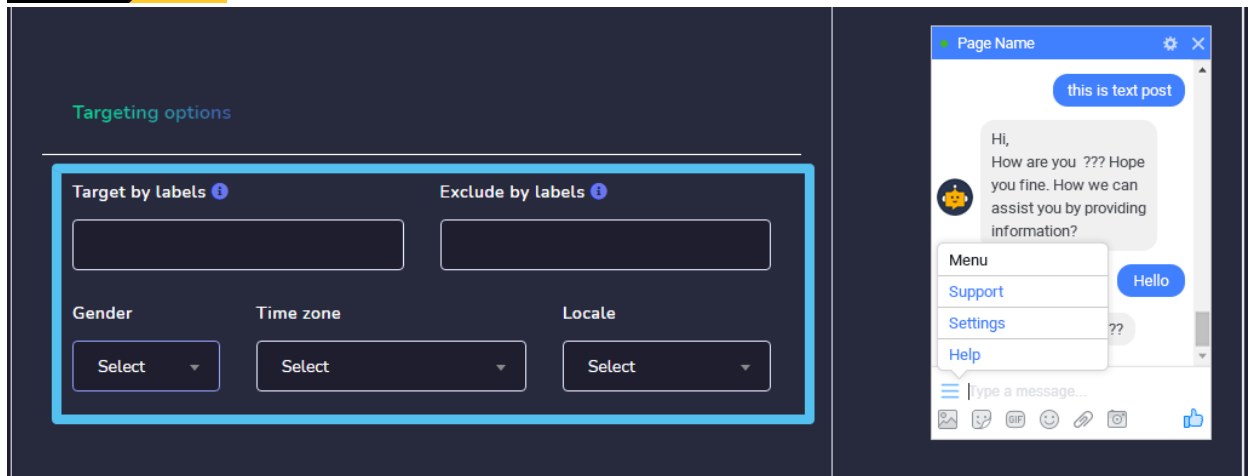 Targeting options
Target by labels
Exclude by labels
Gender
Time zone
Locale
Select
Select
Select
Page Name
this is text post
Hi,
How are you ??? Hope
you fine. How we can
assist you by providing
information?
Hello
??
Menu
Support
Settings
Help
Type a message...
GIF